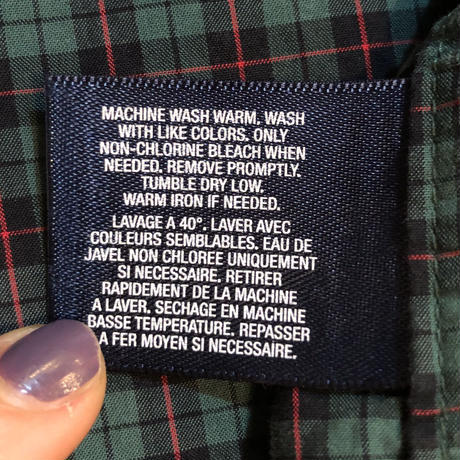 MACHINE WASH WARM. WASH
WITH LIKE COLORS. ONLY
NON-CHLORINE BLEACH WHEN
NEEDED. REMOVE PROMPTLY.
TUMBLE DRY LOW.
WARM IRON IF NEEDED.
LAVAGE A 40°. LAVER AVEC
COULEURS SEMBLABLES. EAU DE
JAVEL NON CHLOREE UNIQUEMENT
SI NECESSAIRE. RETIRER
RAPIDEMENT DE LA MACHINE
A LAVER. SECHAGE EN MACHINE
BASSE TEMPERATURE. REPASSER
A FER MOYEN SI NECESSAIRE.